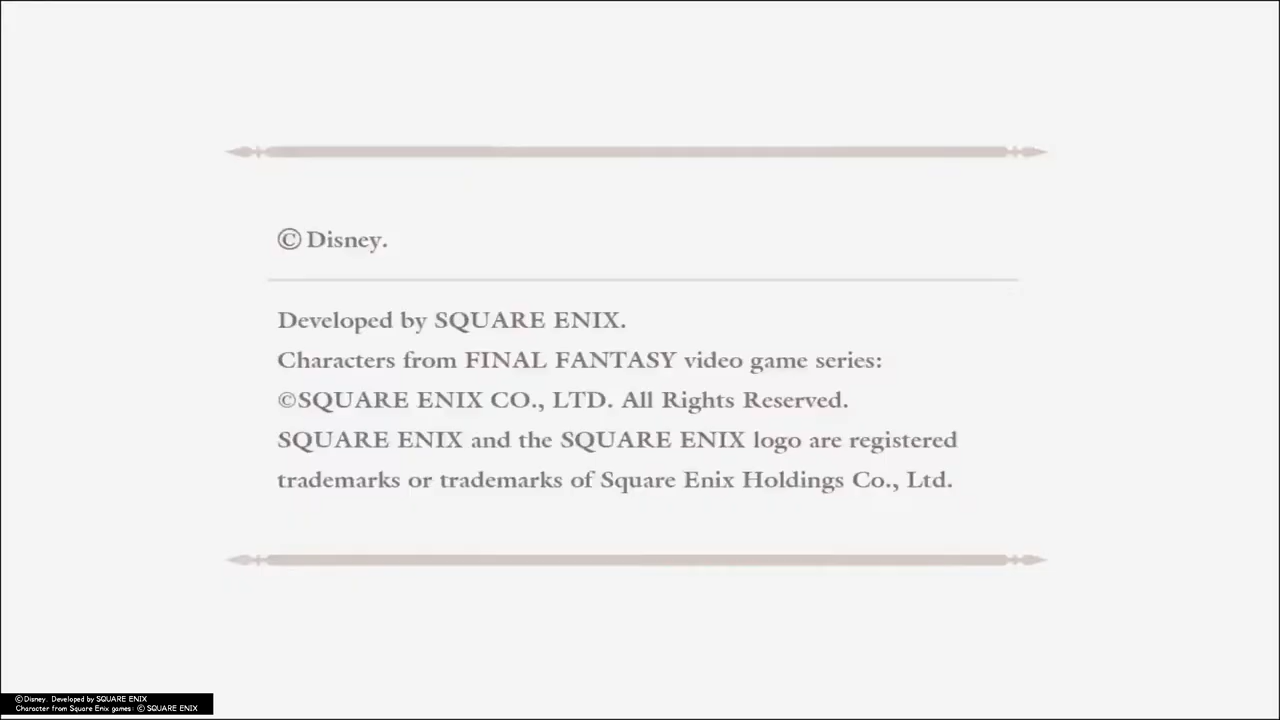 © Disney.
Developed by SQUARE ENIX.
Characters from FINAL FANTASY video game series:
©SQUARE ENIX CO., LTD. All Rights Reserved.
SQUARE ENIX and the SQUARE ENIX logo are registered
trademarks or trademarks of Square Enix Holdings Co., Ltd.
©Disney. Developed by SQUARE ENIX
Character from Square Enix games: © SQUARE ENIX